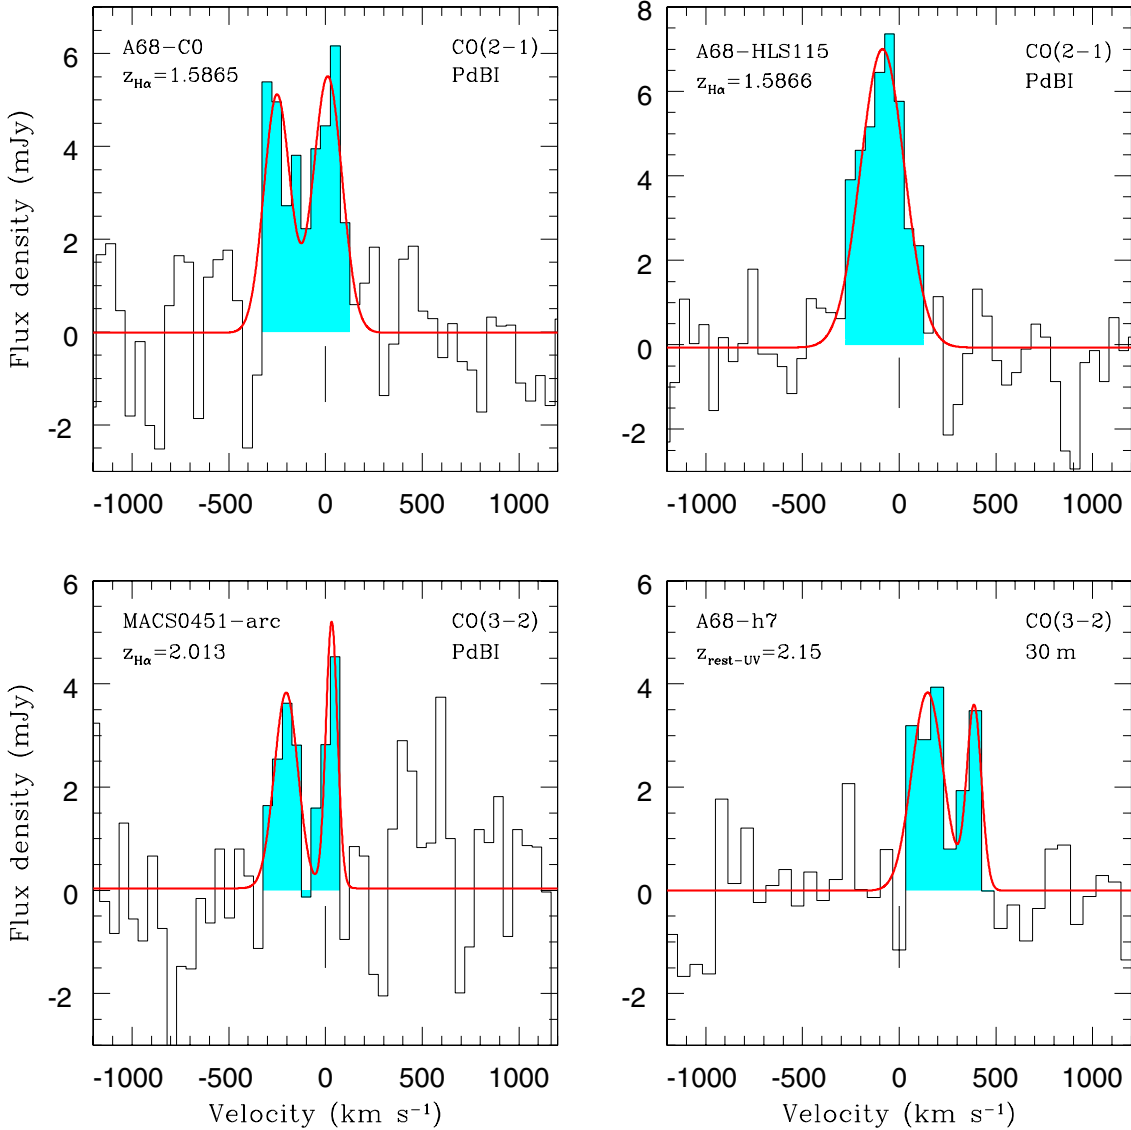 A68-C0 CO(2-1)
zHα=1.5865 PdBI
6
4
2
0
-2
Flux density (mJy)
-1000 -500 0 500 1000
A68-HLS115 CO(2-1)
zHα=1.5866 PdBI
8
6
4
2
0
-2
-1000 -500 0 500 1000
MACS0451-arc CO(3-2)
zHα=2.013 PdBI
6
4
2
0
-2
Flux density (mJy)
-1000 -500 0 500 1000
Velocity (km s⁻¹)
A68-h7 CO(3-2)
zrest-UV=2.15 30 m
6
4
2
0
-2
-1000 -500 0 500 1000
Velocity (km s⁻¹)